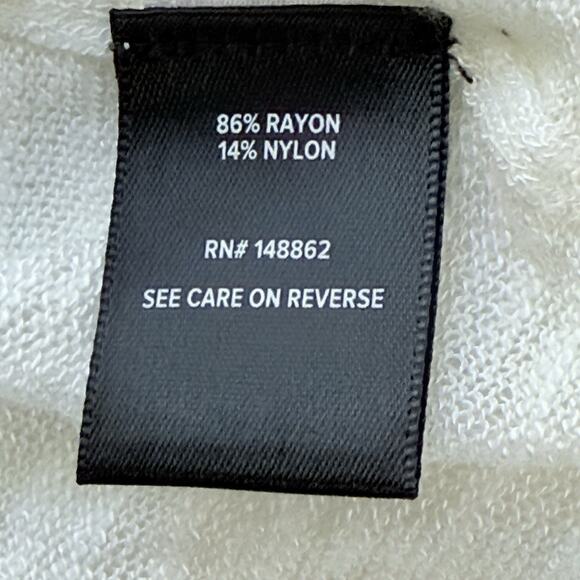 86% RAYON
14% NYLON
RN# 148862
SEE CARE ON REVERSE